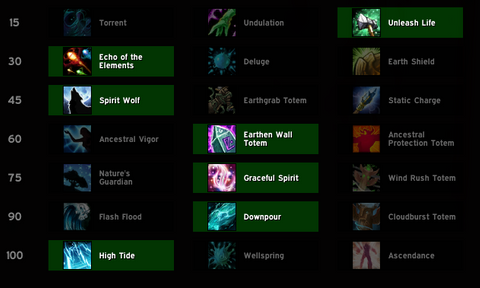 15 Torrent Undulation Unleash Life
30 Echo of the Elements Deluge Earth Shield
45 Spirit Wolf Earthgrab Totem Static Charge
60 Ancestral Vigor Earthen Wall Totem Ancestral Protection Totem
75 Nature's Guardian Graceful Spirit Wind Rush Totem
90 Flash Flood Downpour Cloudburst Totem
100 High Tide Wellspring Ascendance